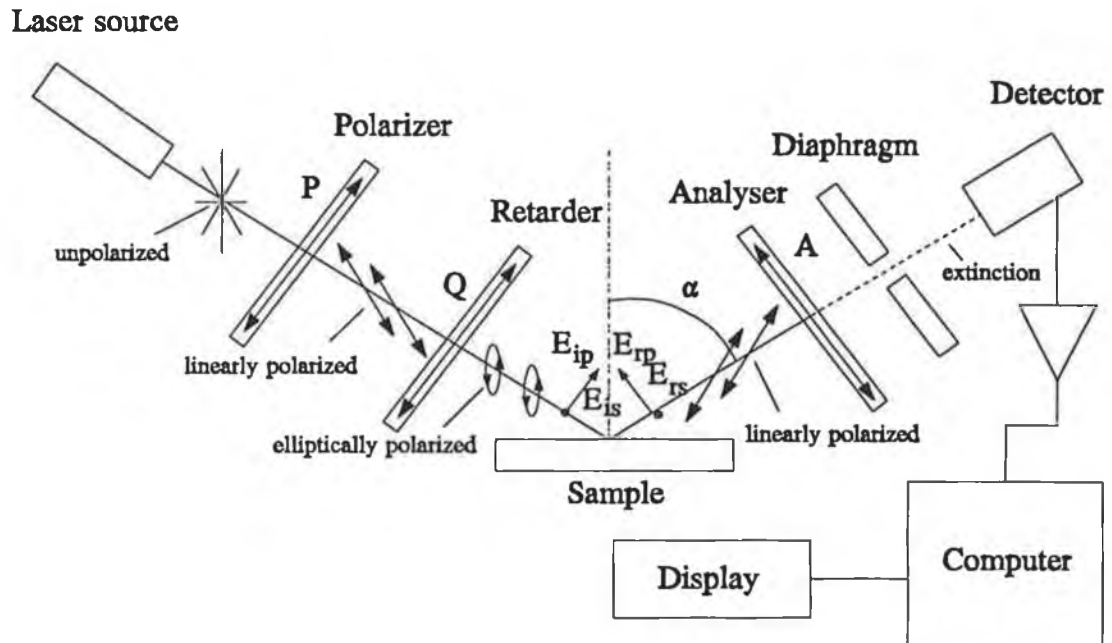 Laser source
Polarizer
P
unpolarized
linearly polarized
Retarder
Q
elliptically polarized
E_ip
E_is
E_rp
E_rs
α
Analyser
A
Diaphragm
Detector
extinction
linearly polarized
Sample
Display
Computer